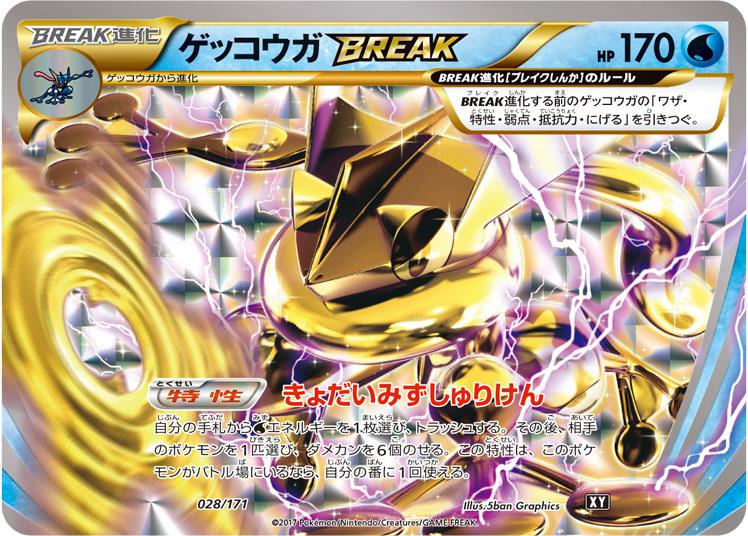 BREAK進化
ゲッコウガ BREAK
HP 170
ゲッコウガから進化
BREAK進化【ブレイクしんか】のルール
BREAK進化する前のゲッコウガの「ワザ・
特性・弱点・抵抗力・にげる」を引きつぐ。
特性 きょだいみずしゅりけん
自分の手札から エネルギーを1枚選び、トラッシュする。その後、相手
のポケモンを1匹選び、ダメカンを6個のせる。この特性は、このポケ
モンがバトル場にいるなら、自分の番に1回使える。
028/171
Illus.5ban Graphics
XY
©2017 Pokémon/Nintendo/Creatures/GAME FREAK.